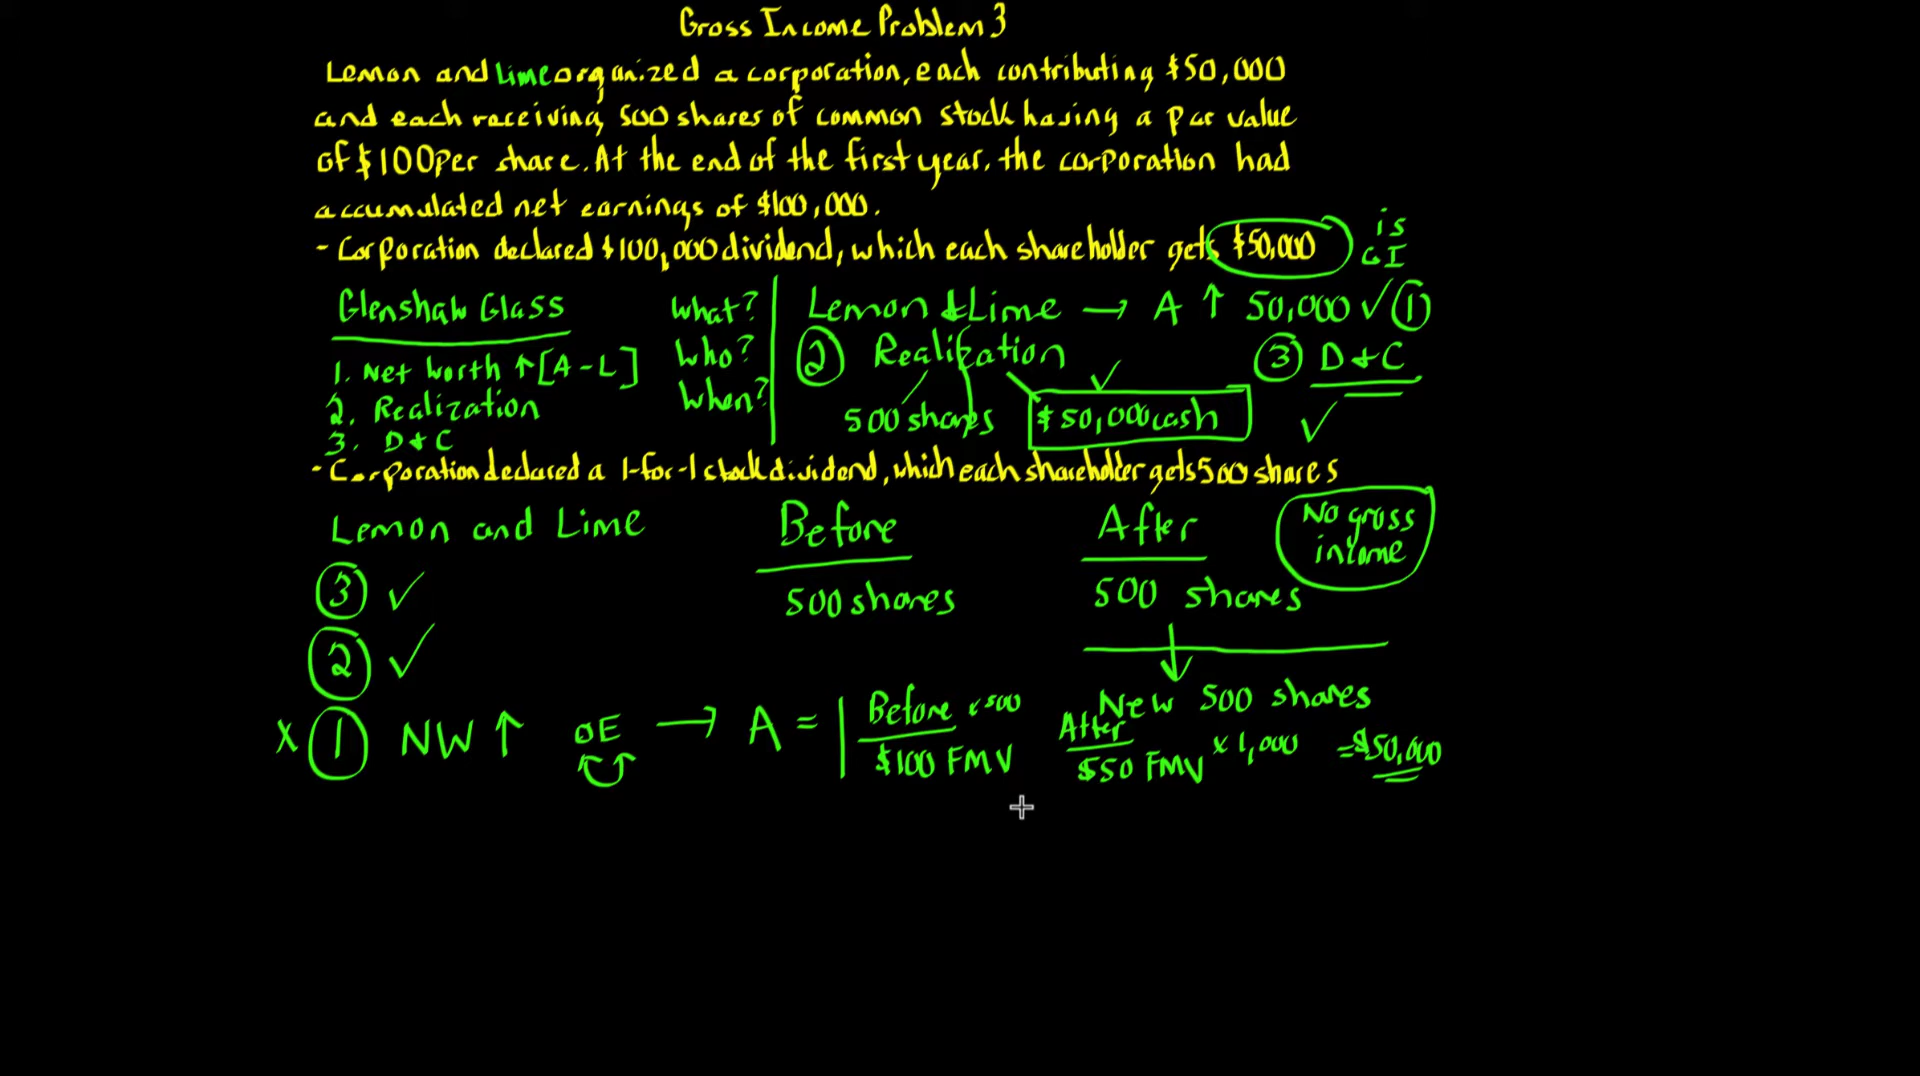 Gross Income Problem 3
Lemon and Lime organized a corporation, each contributing $50,000
and each receiving 500 shares of common stock having a par value
of $100 per share. At the end of the first year, the corporation had
accumulated net earnings of $100,000.
- Corporation declared $100,000 dividend, which each shareholder gets $50,000 is GI
Glenshaw Glass
1. Net Worth ↑ [A - L]
2. Realization
3. D + C
What?
Who?
When?
Lemon & Lime → A ↑ 50,000 ✓ ①
② Realization
500 shares
$50,000 cash ✓
③ D + C
✓
- Corporation declared a 1-for-1 stock dividend, which each shareholder gets 500 shares
Lemon and Lime
Before
After
No gross
income
③ ✓
500 shares
500 shares
② ✓
New 500 shares
x ① NW ↑ OE → A =
Before x 500
$100 FMV
After
$50 FMV x 1,000 = $50,000